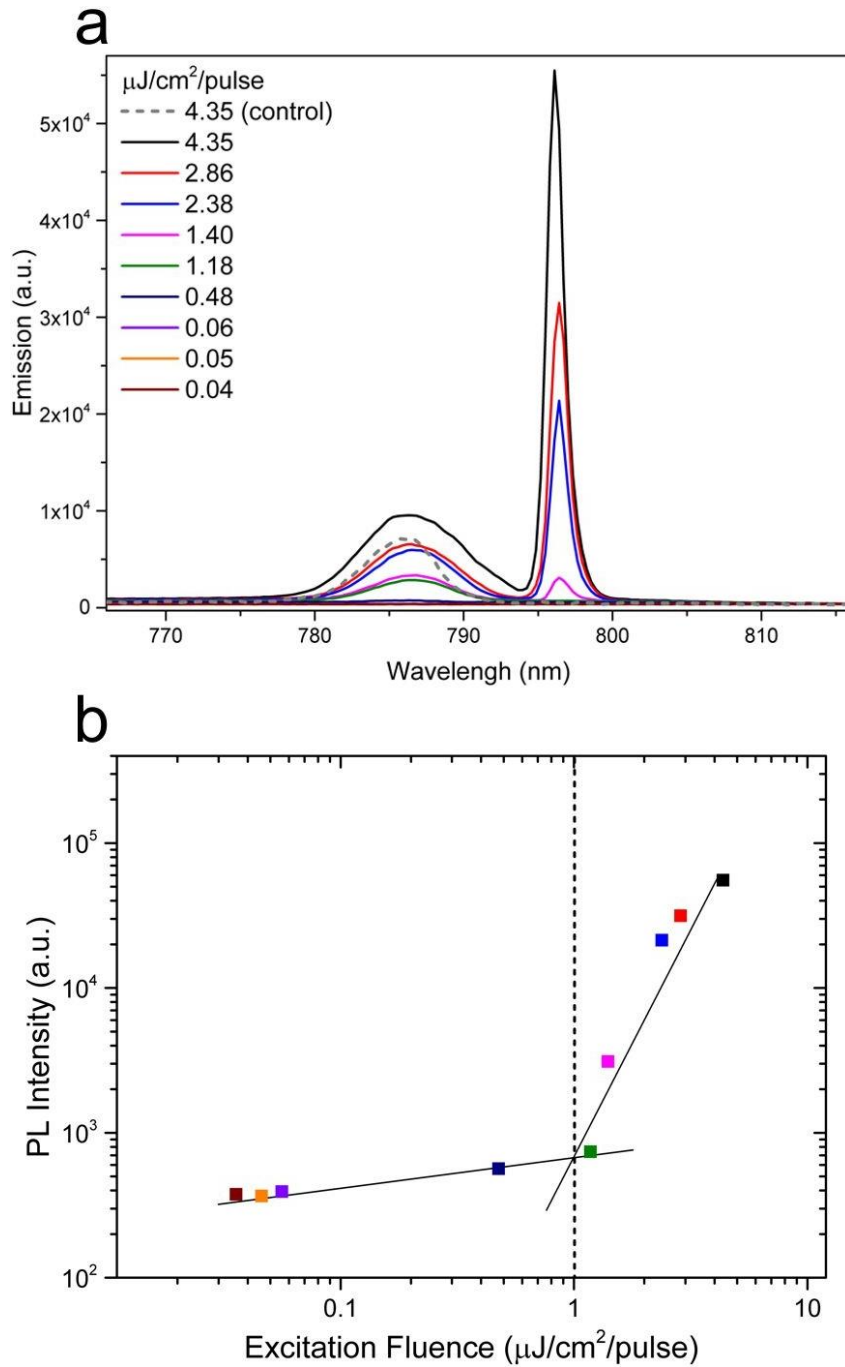 a
μJ/cm²/pulse
4.35 (control)
4.35
2.86
2.38
1.40
1.18
0.48
0.06
0.05
0.04
5x10⁴
4x10⁴
3x10⁴
2x10⁴
1x10⁴
0
Emission (a.u.)
770 780 790 800 810
Wavelengh (nm)
b
10⁵
10⁴
10³
10²
PL Intensity (a.u.)
0.1 1 10
Excitation Fluence (μJ/cm²/pulse)